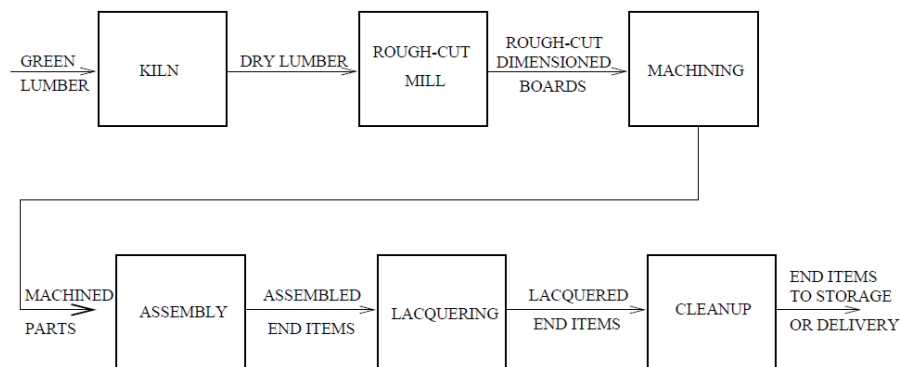 GREEN
LUMBER
KILN
DRY LUMBER
ROUGH-CUT
MILL
ROUGH-CUT
DIMENSIONED
BOARDS
MACHINING
MACHINED
PARTS
ASSEMBLY
ASSEMBLED
END ITEMS
LACQUERING
LACQUERED
END ITEMS
CLEANUP
END ITEMS
TO STORAGE
OR DELIVERY